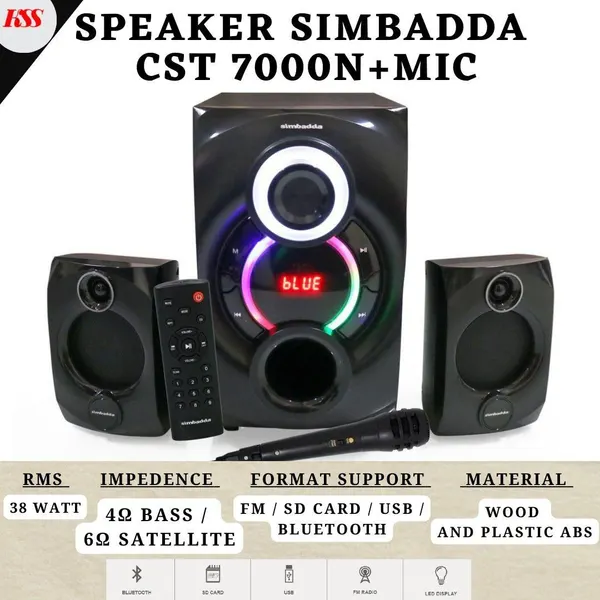 KSS
SPEAKER SIMBADDA
CST 7000N+MIC
simbadda
M
bLUE
simbadda
simbadda
RMS
38 WATT
IMPEDENCE
4Ω BASS /
6Ω SATELLITE
FORMAT SUPPORT
FM / SD CARD / USB /
BLUETOOTH
MATERIAL
WOOD
AND PLASTIC ABS
BLUETOOTH
SD CARD
USB
FM RADIO
LED DISPLAY